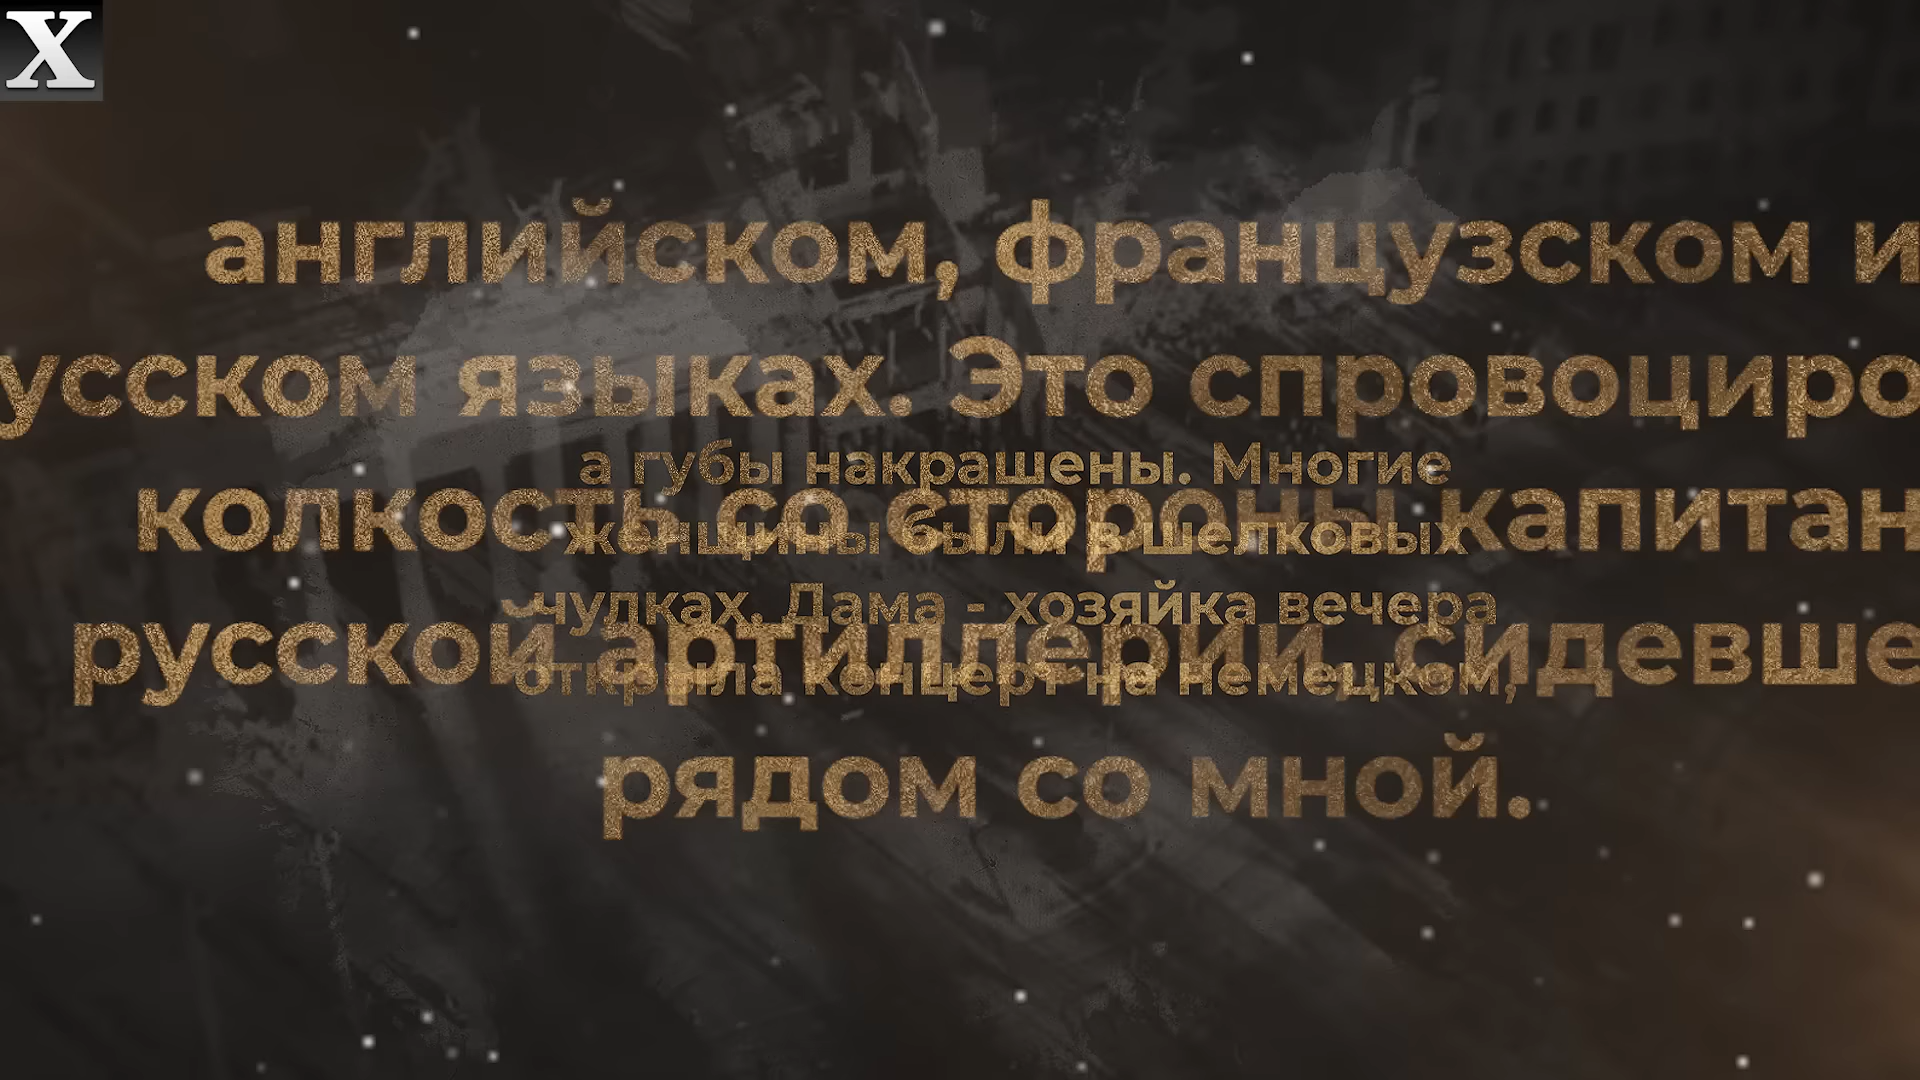 X
английском, французском и
усском языках. Это спровоциро
колкость со стороны капитан
русской артиллерии, сидевше
рядом со мной.
а губы накрашены. Многие
женщины были в шелковых
чулках. Дама - хозяйка вечера
открыла концерт на немецком,